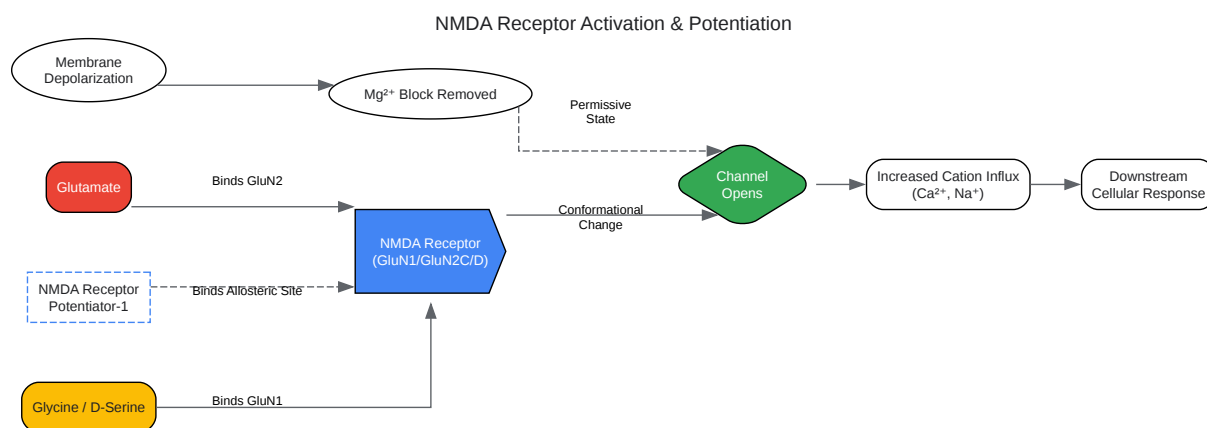 NMDA Receptor Activation & Potentiation
Membrane
Depolarization
Mg²⁺ Block Removed
Permissive
State
Glutamate
Binds GluN2
Channel
Opens
Increased Cation Influx
(Ca²⁺, Na⁺)
Downstream
Cellular Response
NMDA Receptor
(GluN1/GluN2C/D)
Conformational
Change
NMDA Receptor
Potentiator-1
Binds Allosteric Site
Glycine / D-Serine
Binds GluN1